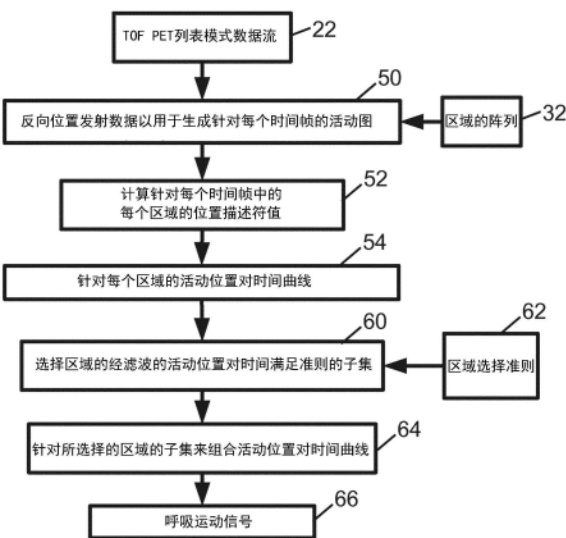 TOF PET列表模式数据流
22
50
反向位置发射数据以用于生成针对每个时间帧的活动图
区域的阵列
32
计算针对每个时间帧中的
每个区域的位置描述符值
52
54
针对每个区域的活动位置对时间曲线
60
62
选择区域的经滤波的活动位置对时间满足准则的子集
区域选择准则
针对所选择的区域的子集来组合活动位置对时间曲线
64
呼吸运动信号
66